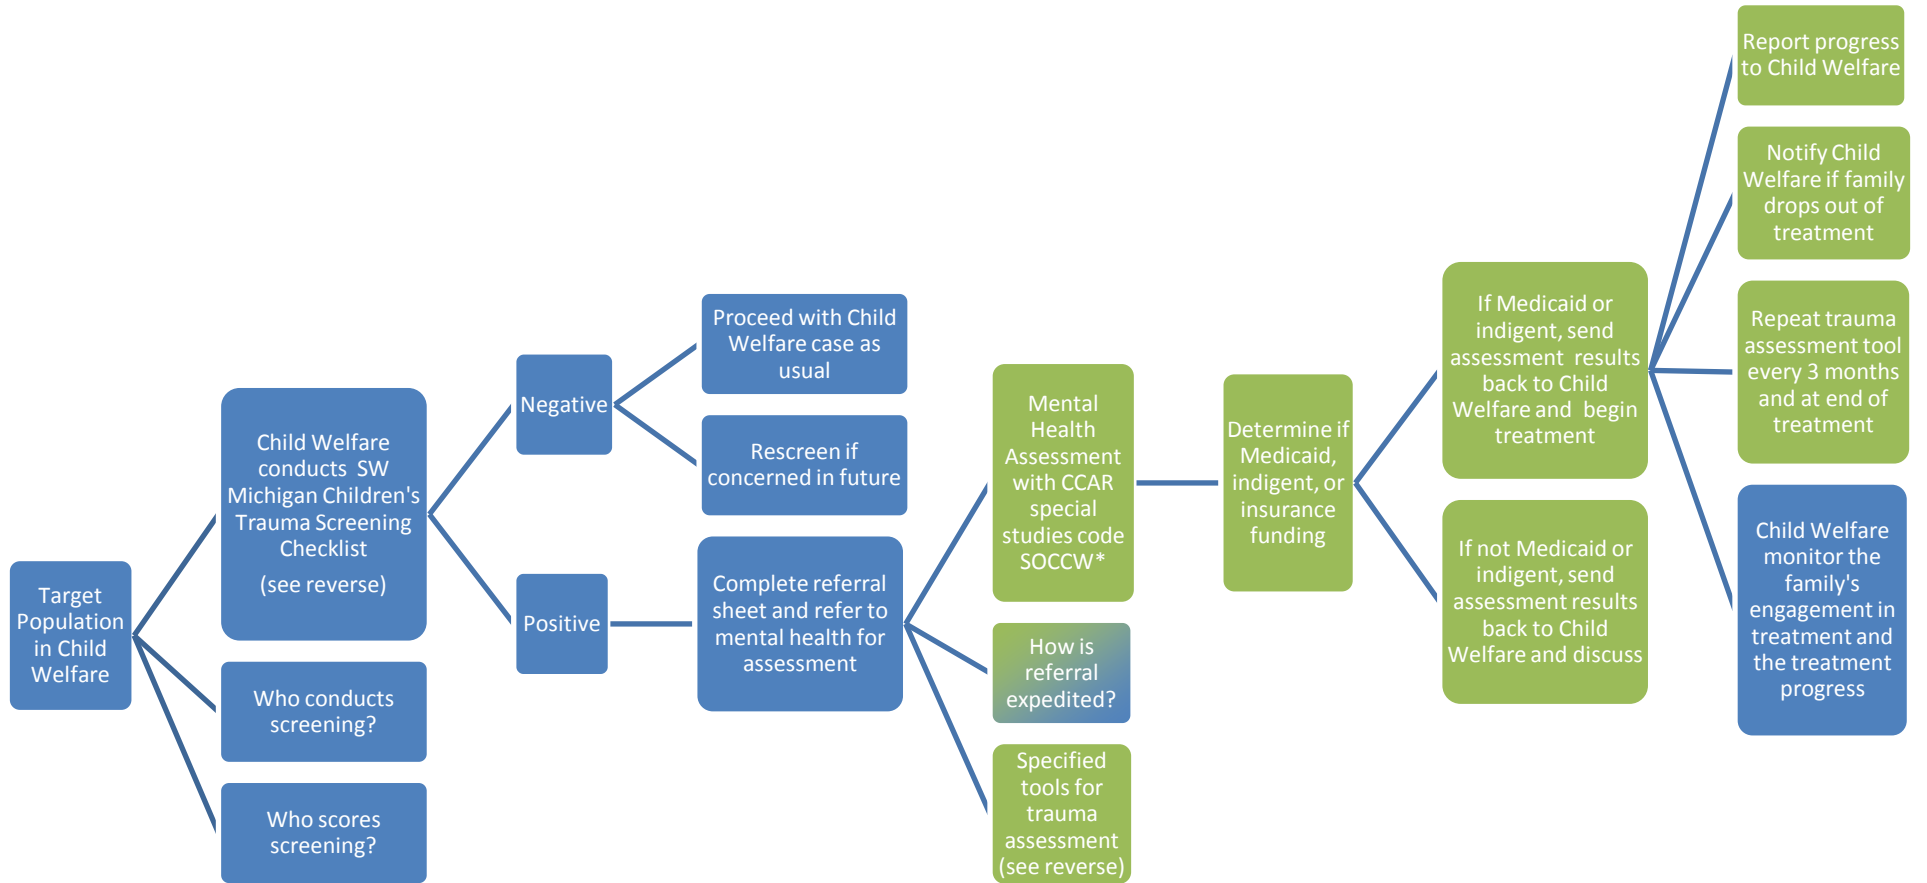 Target
Population
in Child
Welfare
Child Welfare
conducts SW
Michigan Children's
Trauma Screening
Checklist
(see reverse)
Who conducts
screening?
Who scores
screening?
Negative
Positive
Proceed with Child
Welfare case as
usual
Rescreen if
concerned in future
Complete referral
sheet and refer to
mental health for
assessment
Mental
Health
Assessment
with CCAR
special
studies code
SOCCW*
How is
referral
expedited?
Specified
tools for
trauma
assessment
(see reverse)
Determine if
Medicaid,
indigent, or
insurance
funding
If Medicaid or
indigent, send
assessment results
back to Child
Welfare and begin
treatment
If not Medicaid or
indigent, send
assessment results
back to Child
Welfare and discuss
Report progress
to Child Welfare
Notify Child
Welfare if family
drops out of
treatment
Repeat trauma
assessment tool
every 3 months
and at end of
treatment
Child Welfare
monitor the
family's
engagement in
treatment and
the treatment
progress